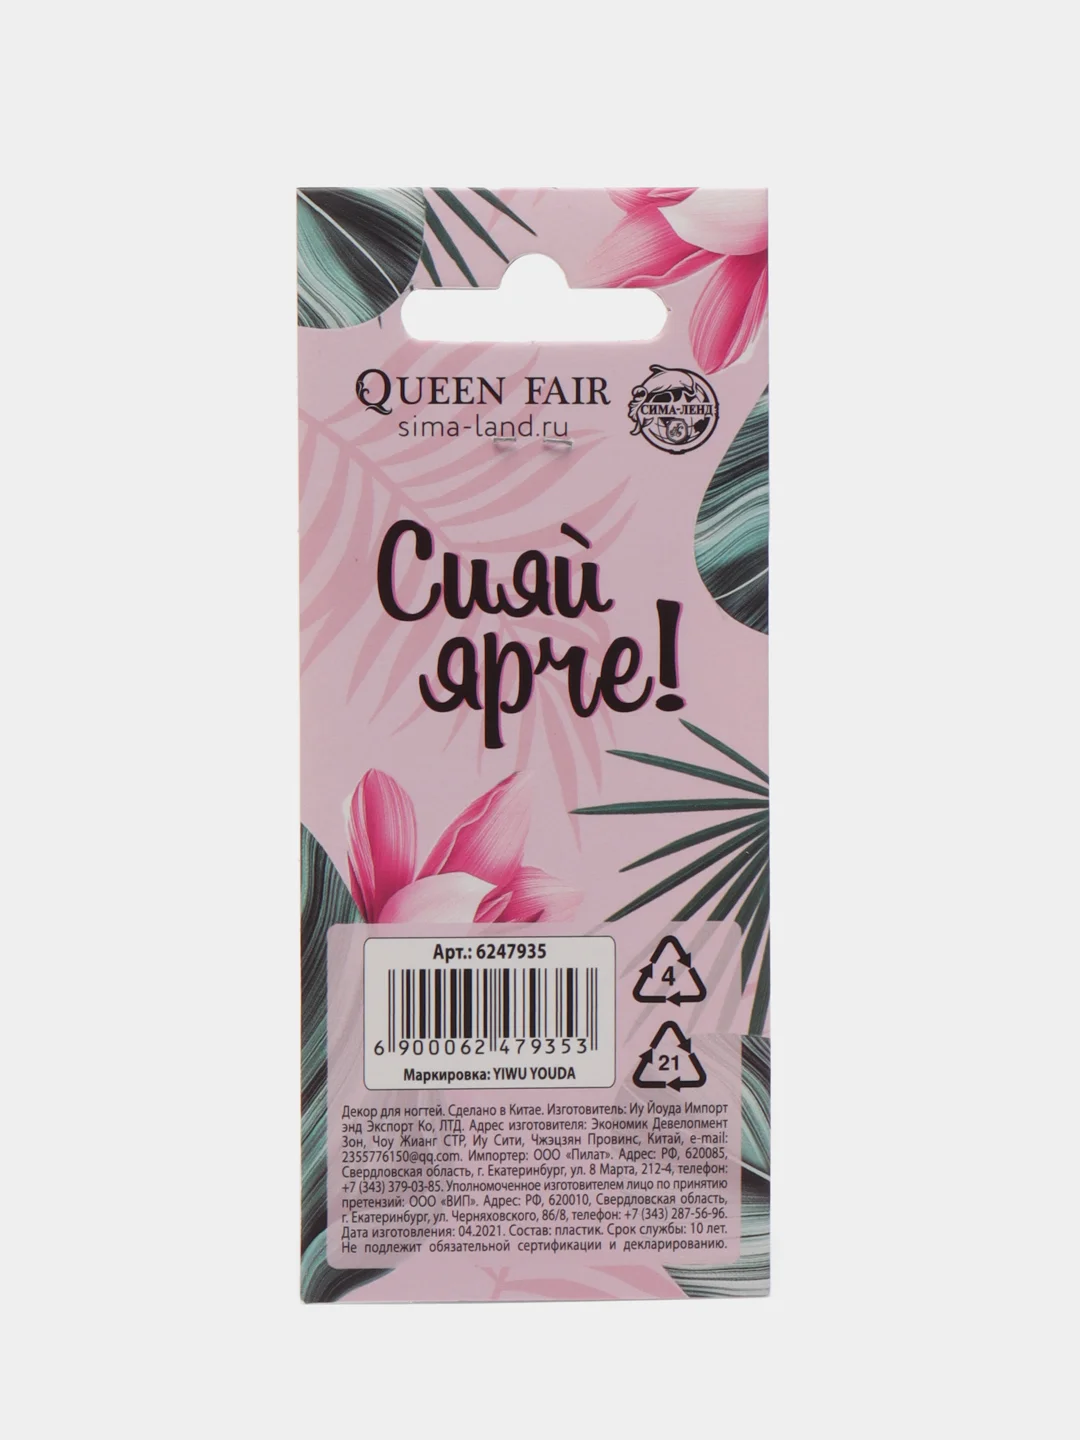 QUEEN FAIR
sima-land.ru
СИМА-ЛЕНД
Сияй
ярче!
Арт.: 6247935
6 900062 479353
Маркировка: YIWU YOUDA
4
21
Декор для ногтей. Сделано в Китае. Изготовитель: Иу Йоуда Импорт
энд Экспорт Ко, ЛТД. Адрес изготовителя: Экономик Девелопмент
Зон, Чоу Жианг СТР, Иу Сити, Чжэцзян Провинс, Китай, e-mail:
2355776150@qq.com. Импортер: ООО «Пилат». Адрес: РФ, 620085,
Свердловская область, г. Екатеринбург, ул. 8 Марта, 212-4, телефон:
+7 (343) 379-03-85. Уполномоченное изготовителем лицо по принятию
претензий: ООО «ВИП». Адрес: РФ, 620010, Свердловская область,
г. Екатеринбург, ул. Черняховского, 86/8, телефон: +7 (343) 287-56-96.
Дата изготовления: 04.2021. Состав: пластик. Срок службы: 10 лет.
Не подлежит обязательной сертификации и декларированию.